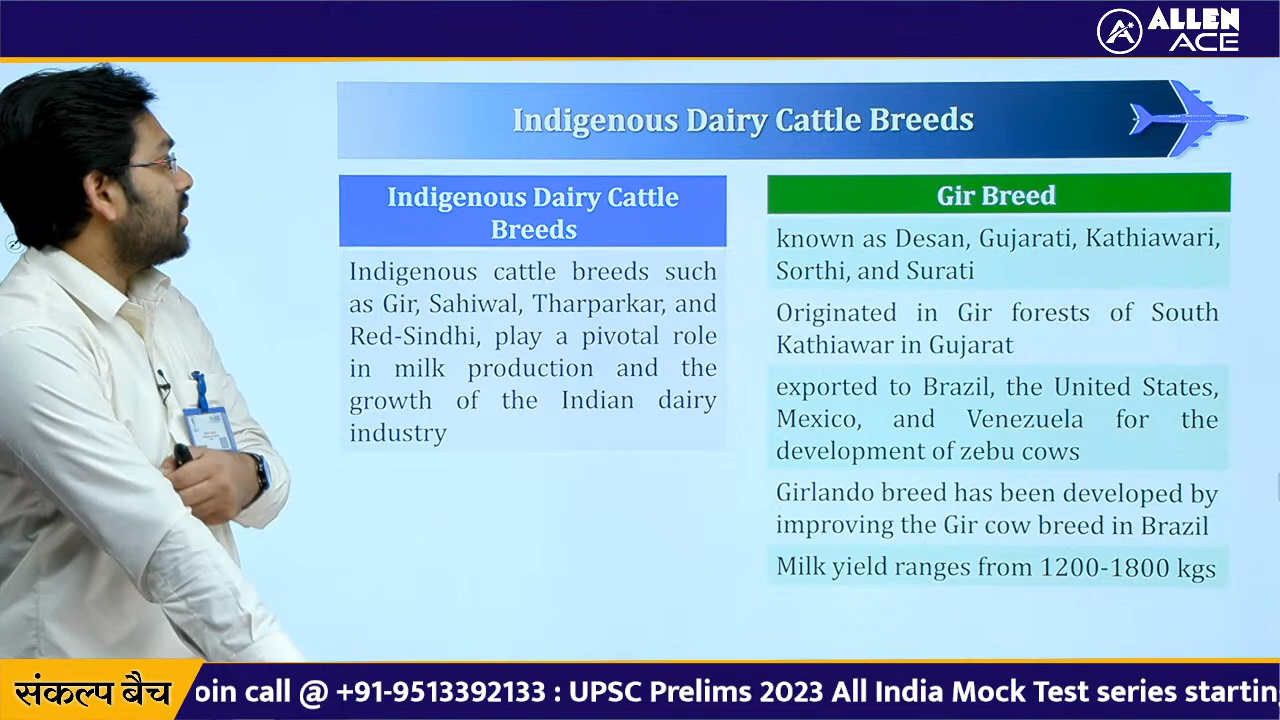 ALLEN
ACE
Indigenous Dairy Cattle Breeds
Indigenous Dairy Cattle
Breeds
Indigenous cattle breeds such
as Gir, Sahiwal, Tharparkar, and
Red-Sindhi, play a pivotal role
in milk production and the
growth of the Indian dairy
industry
Gir Breed
known as Desan, Gujarati, Kathiawari,
Sorthi, and Surati
Originated in Gir forests of South
Kathiawar in Gujarat
exported to Brazil, the United States,
Mexico, and Venezuela for the
development of zebu cows
Girlando breed has been developed by
improving the Gir cow breed in Brazil
Milk yield ranges from 1200-1800 kgs
संकल्प बैच
oin call @ +91-9513392133 : UPSC Prelims 2023 All India Mock Test series startin